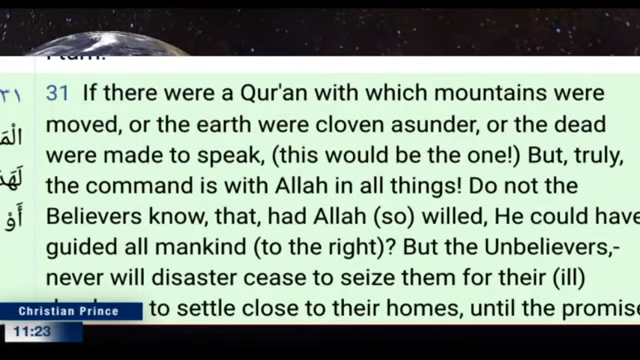 31 If there were a Qur'an with which mountains were
moved, or the earth were cloven asunder, or the dead
were made to speak, (this would be the one!) But, truly,
the command is with Allah in all things! Do not the
Believers know, that, had Allah (so) willed, He could have
guided all mankind (to the right)? But the Unbelievers,-
never will disaster cease to seize them for their (ill)
to settle close to their homes, until the promise
٣١
الْمَ
لَهَدَ
أَوْ
Christian Prince
11:23